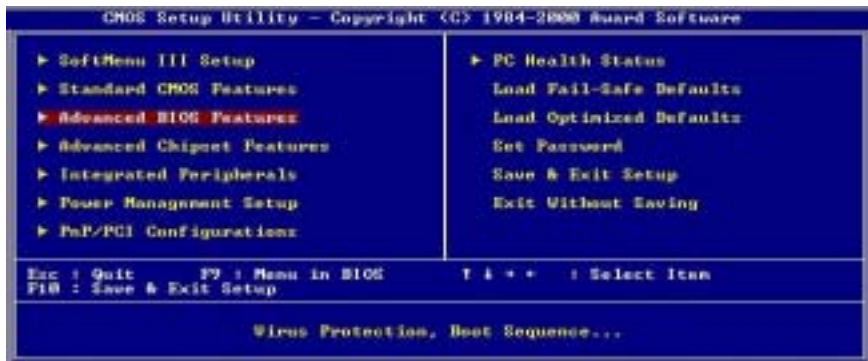 CMOS Setup Utility - Copyright (C) 1984-2000 Award Software
▶ SoftMenu III Setup
▶ Standard CMOS Features
▶ Advanced BIOS Features
▶ Advanced Chipset Features
▶ Integrated Peripherals
▶ Power Management Setup
▶ PnP/PCI Configurations
▶ PC Health Status
Load Fail-Safe Defaults
Load Optimized Defaults
Set Password
Save & Exit Setup
Exit Without Saving
Esc : Quit F9 : Menu in BIOS ↑ ↓ → ← : Select Item
F10 : Save & Exit Setup
Virus Protection, Boot Sequence...